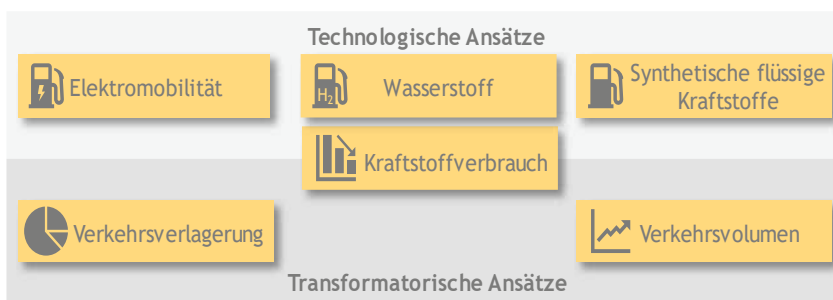 Technologische Ansätze
Elektromobilität
H2
Wasserstoff
Synthetische flüssige
Kraftstoffe
Kraftstoffverbrauch
Verkehrsverlagerung
Verkehrsvolumen
Transformatorische Ansätze